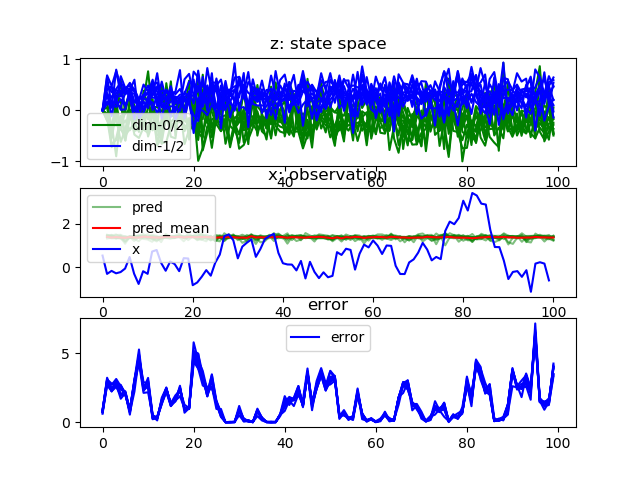 z: state space
1
0
−1
dim-0/2
dim-1/2
0 20 40 60 80 100
x: observation
2
0
pred
pred_mean
x
0 20 40 60 80 100
error
5
0
error
0 20 40 60 80 100